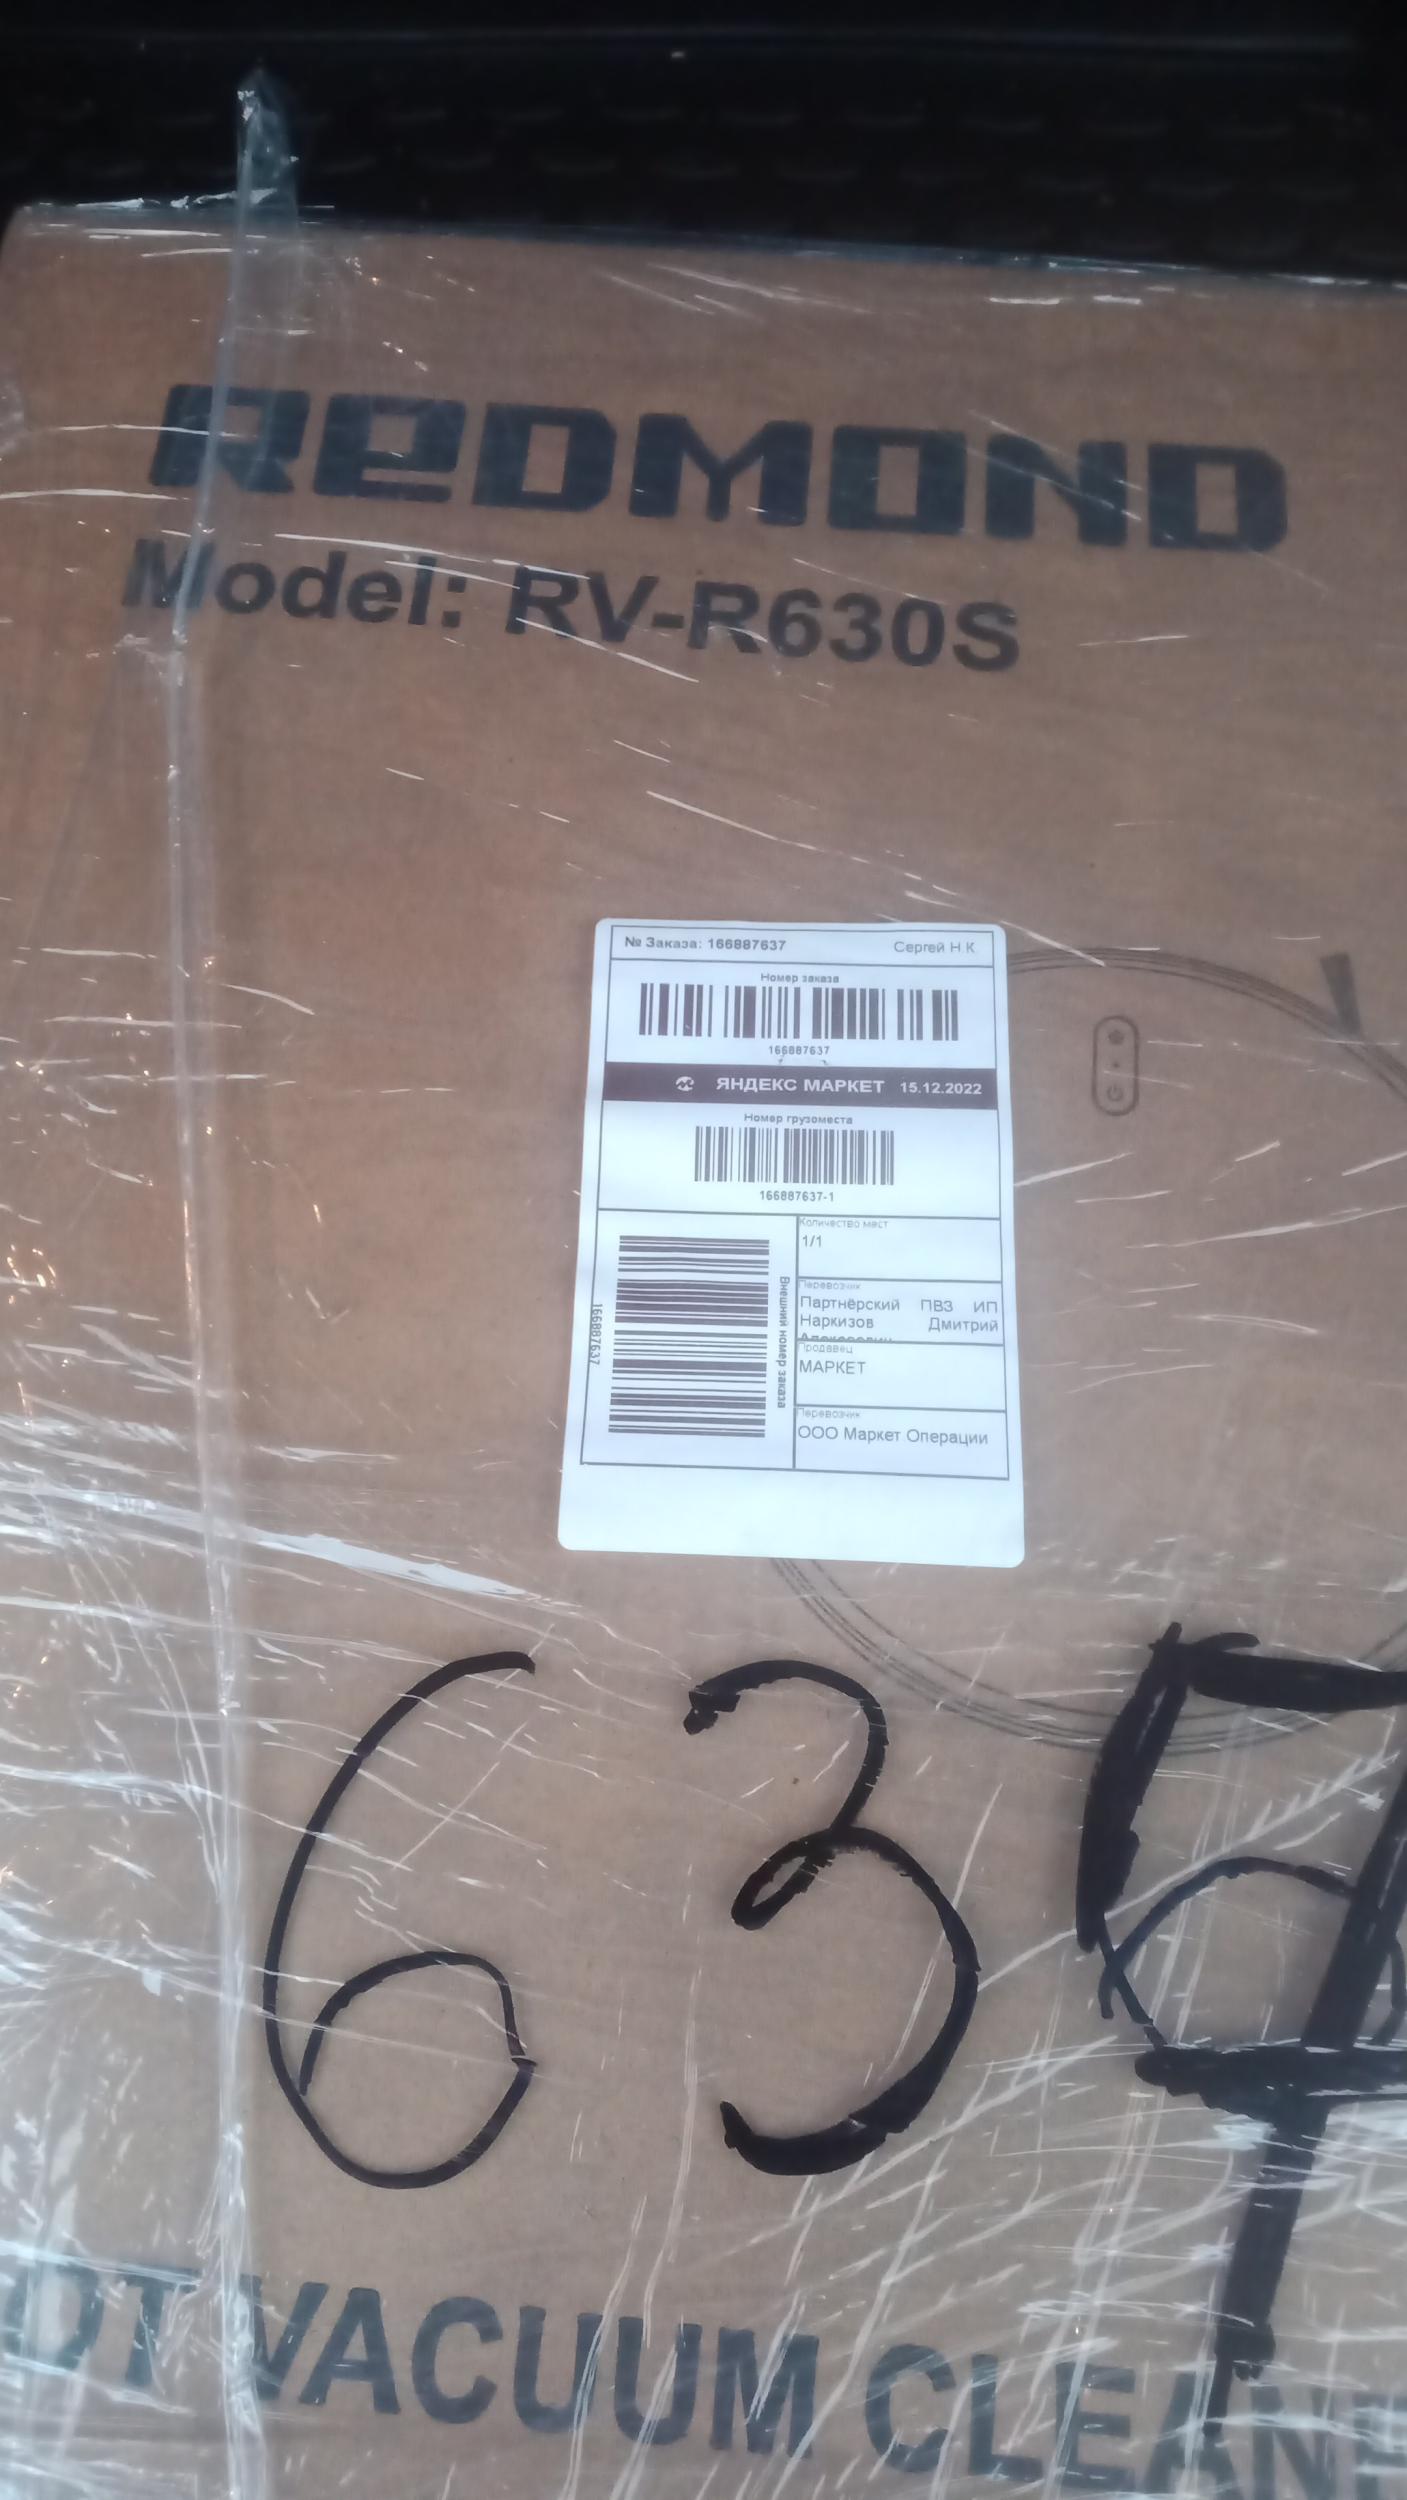 REDMOND
Model: RV-R630S
№ Заказа: 166887637 Сергей Н.К.
Номер заказа
166887637
ЯНДЕКС МАРКЕТ 15.12.2022
Номер грузоместа
166887637-1
166887637
Внешний номер заказа
Количество мест
1/1
Перевозчик
Партнёрский ПВЗ ИП
Наркизов Дмитрий
Продавец
МАРКЕТ
Перевозчик
ООО Маркет Операции
63
VACUUM